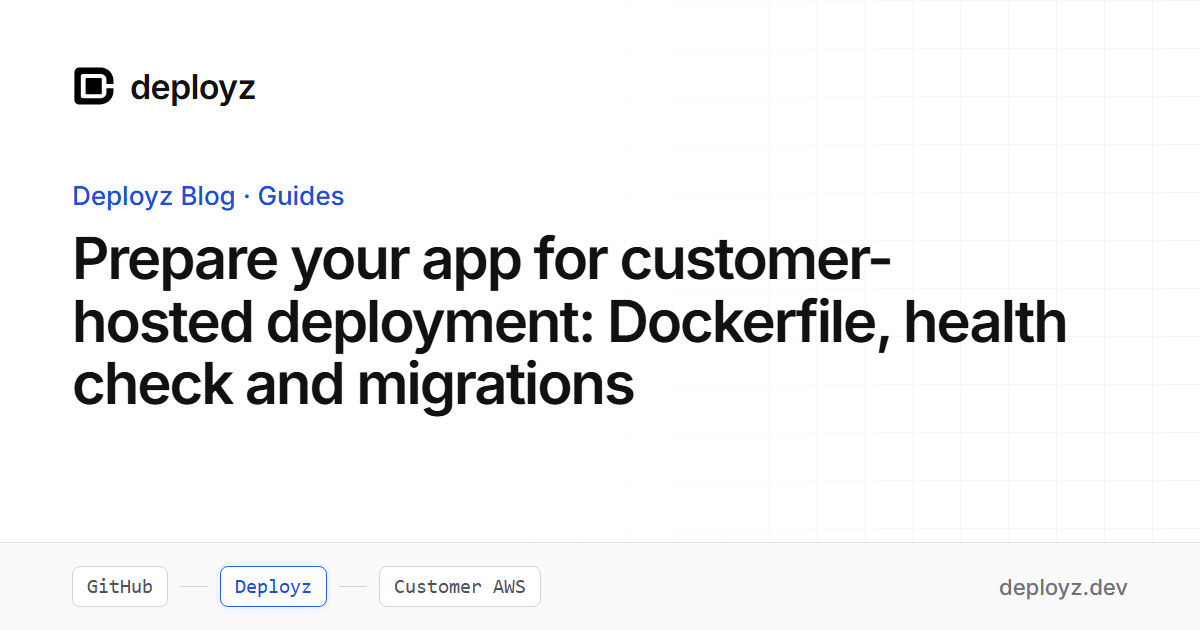 deployz
Deployz Blog · Guides
Prepare your app for customer-
hosted deployment: Dockerfile, health
check and migrations
GitHub
Deployz
Customer AWS
deployz.dev